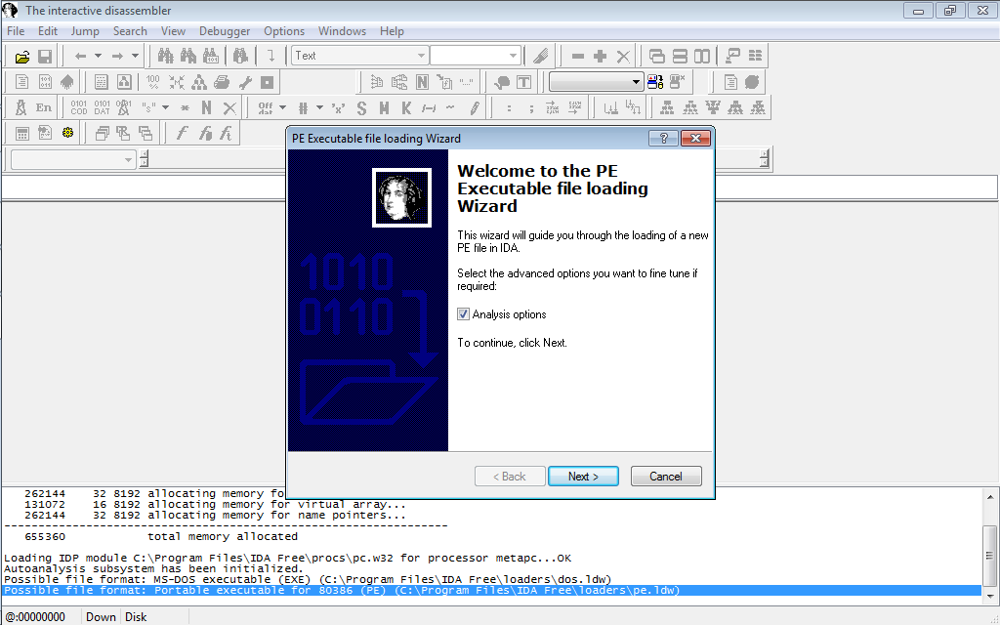 The interactive disassembler
File Edit Jump Search View Debugger Options Windows Help
Text
100
En 0101 COD 0101 DAT "s" * N X Off # 'x' S M K ~ : ;
PE Executable file loading Wizard
Welcome to the PE
Executable file loading
Wizard
This wizard will guide you through the loading of a new
PE file in IDA.
Select the advanced options you want to fine tune if
required:
Analysis options
To continue, click Next.
< Back Next > Cancel
262144 32 8192 allocating memory fo
131072 16 8192 allocating memory for virtual array...
262144 32 8192 allocating memory for name pointers...
-----------------------------------------------------------------
655360 total memory allocated
Loading IDP module C:\Program Files\IDA Free\procs\pc.w32 for processor metapc...OK
Autoanalysis subsystem has been initialized.
Possible file format: MS-DOS executable (EXE) (C:\Program Files\IDA Free\loaders\dos.ldw)
Possible file format: Portable executable for 80386 (PE) (C:\Program Files\IDA Free\loaders\pe.ldw)
@:00000000 Down Disk